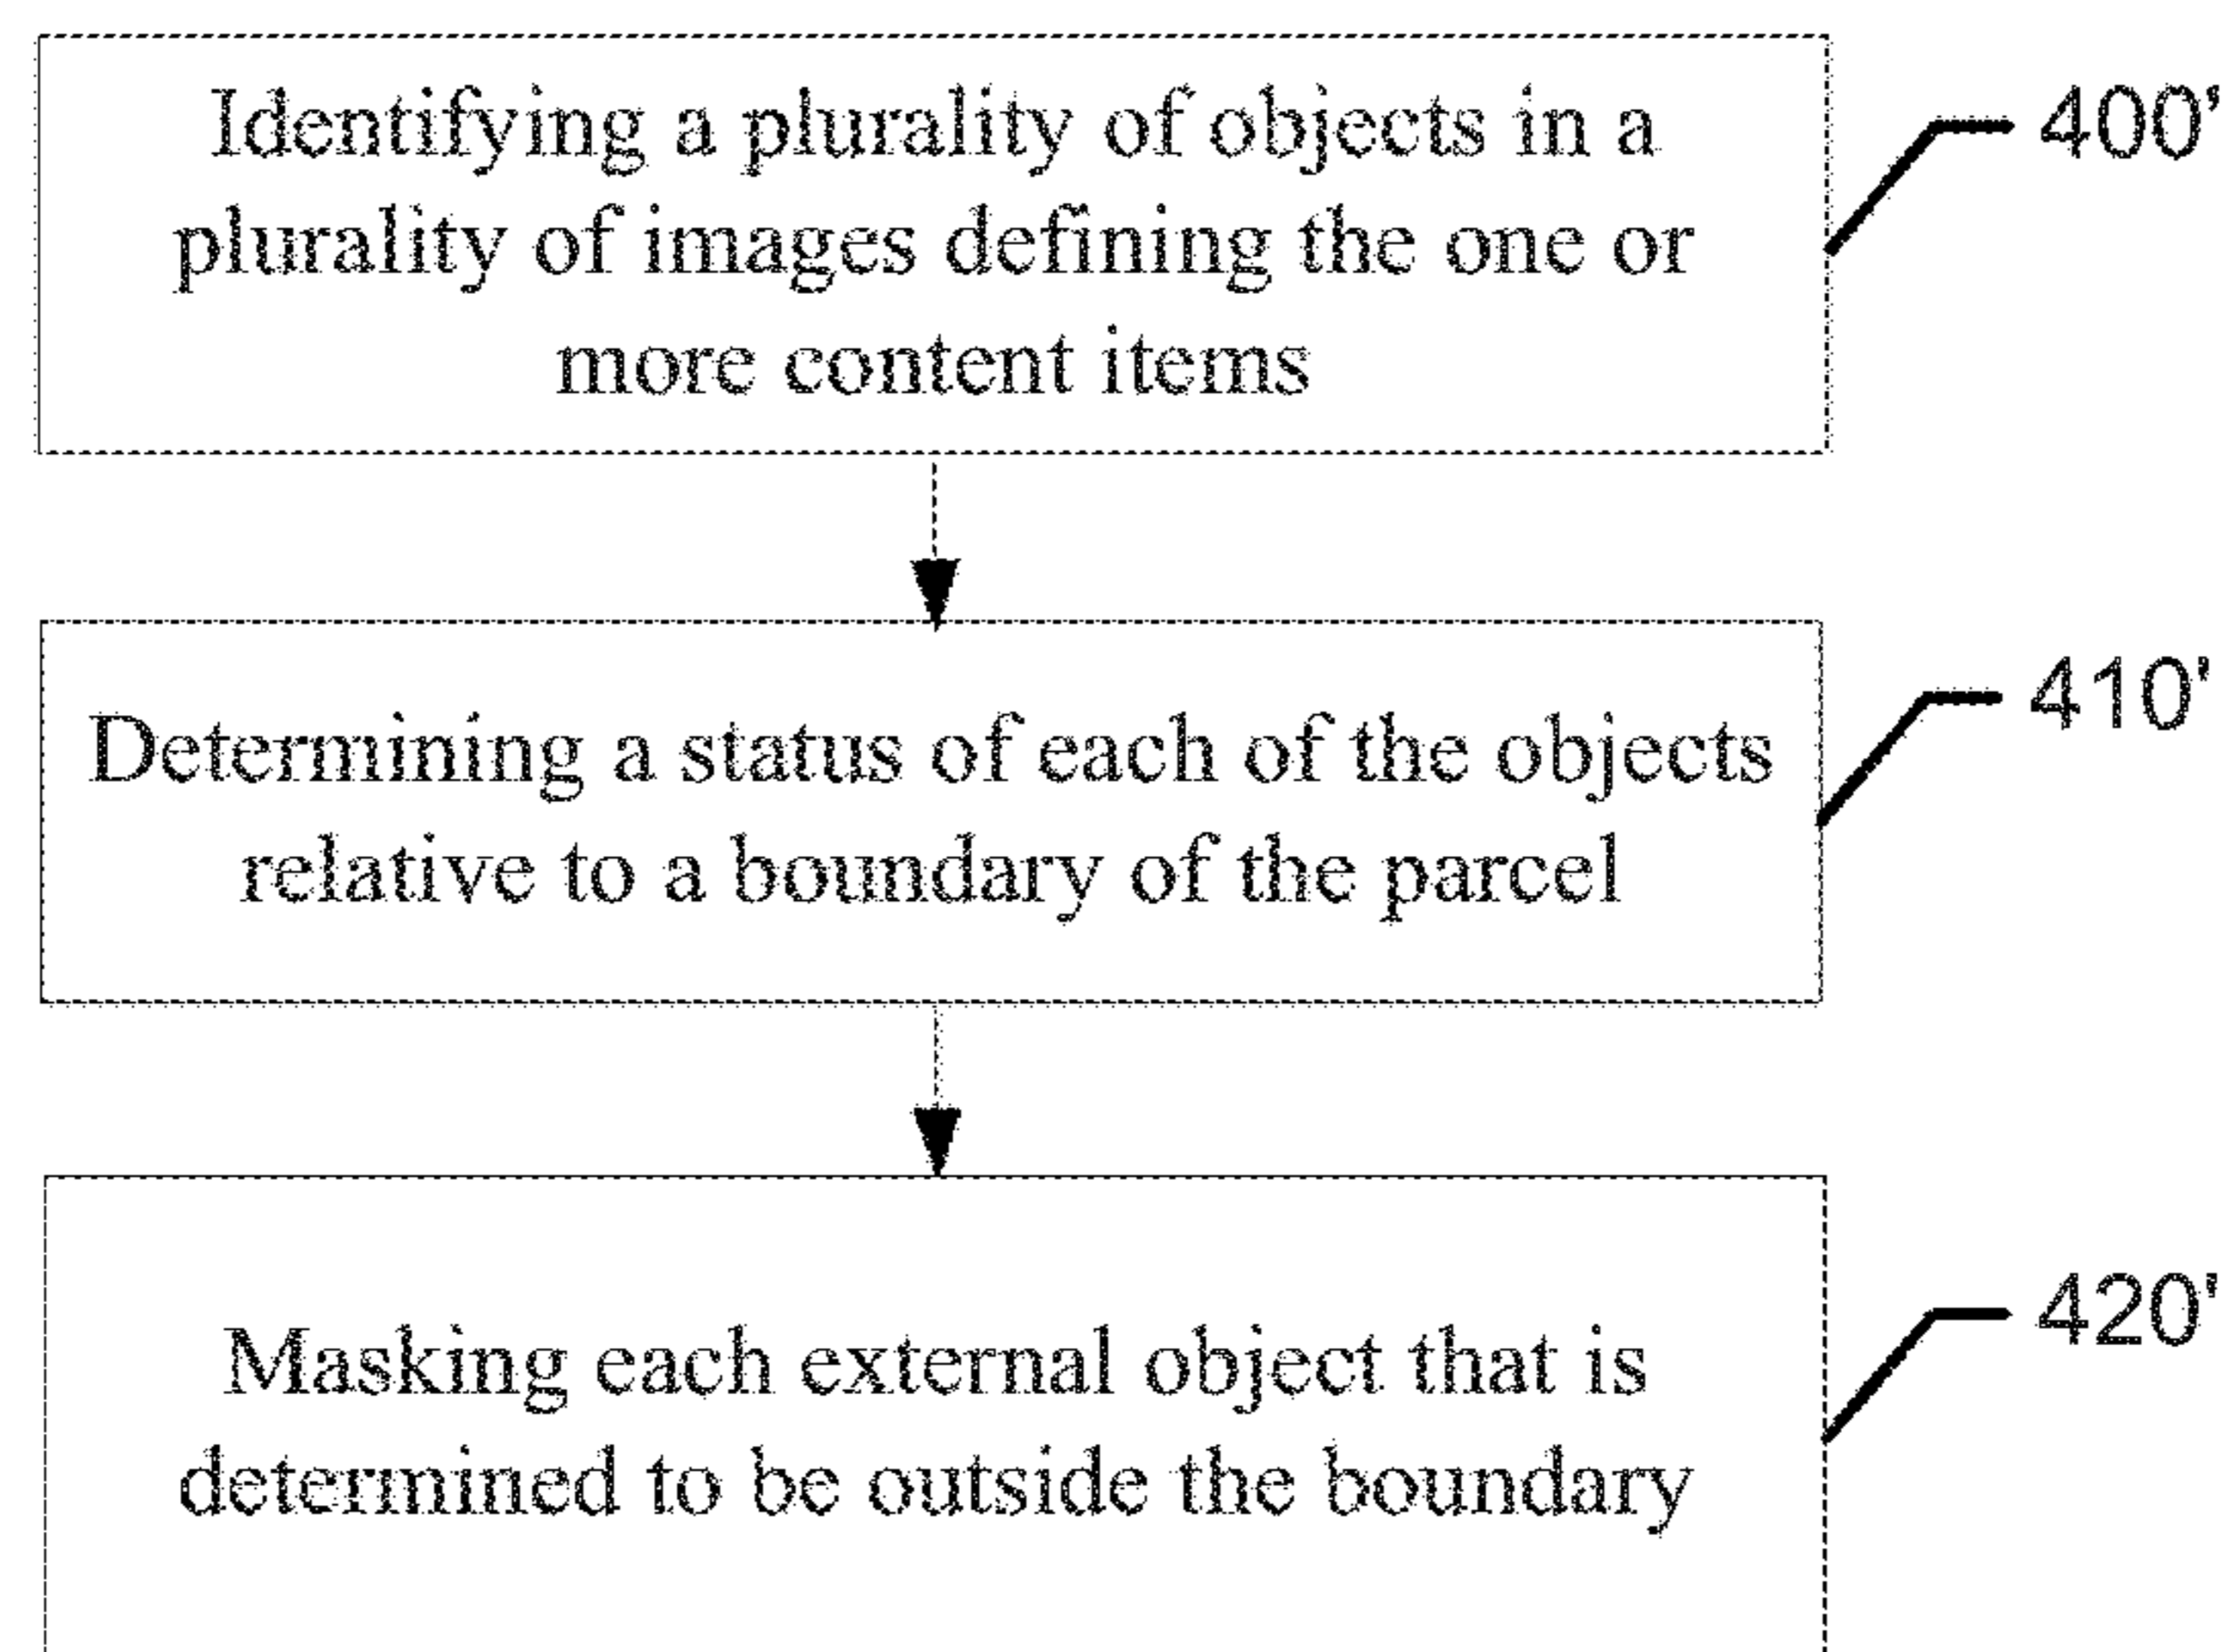 Identifying a plurality of objects in a
plurality of images defining the one or
more content items
400'
Determining a status of each of the objects
relative to a boundary of the parcel
410'
Masking each external object that is
determined to be outside the boundary
420'